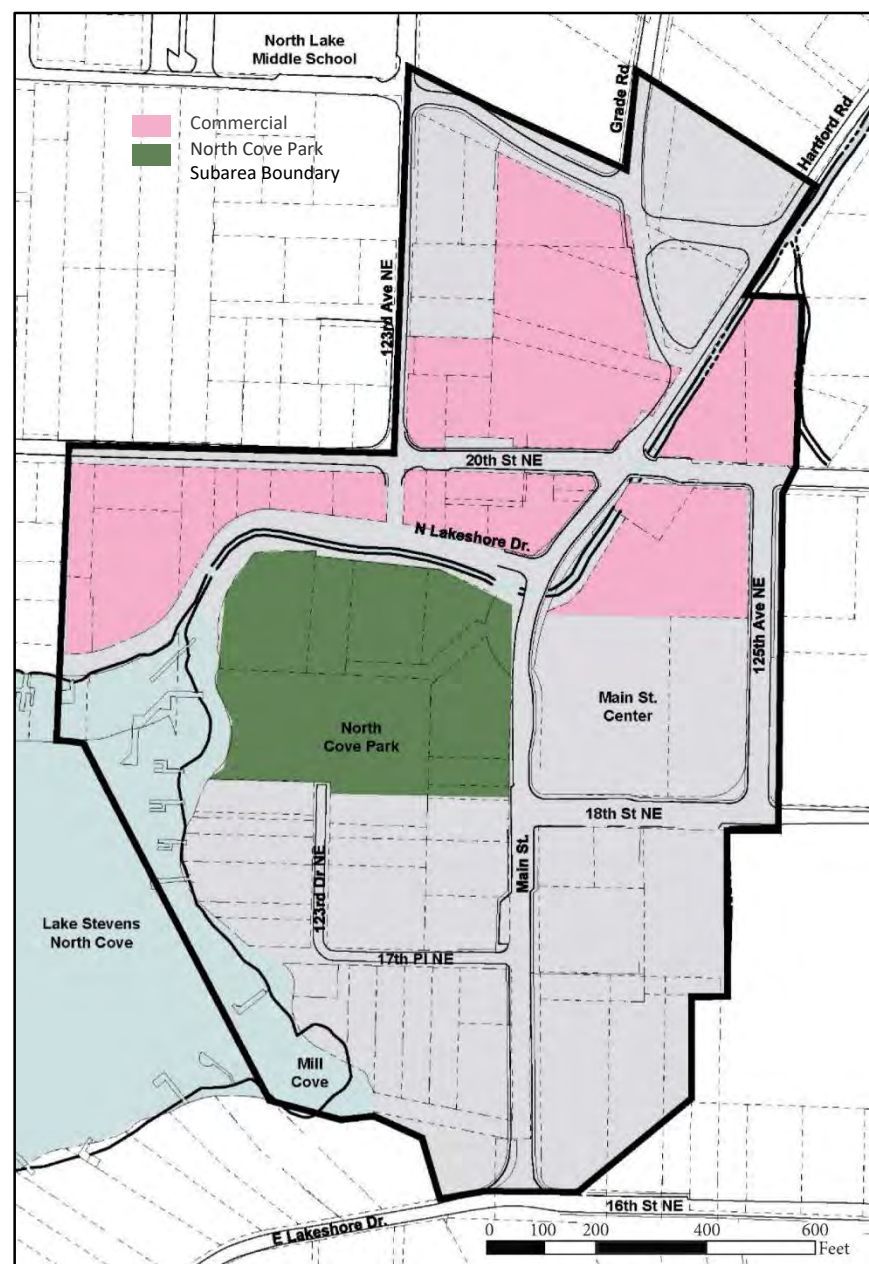 North Lake
Middle School
Grade Rd
Hartford Rd
Commercial
North Cove Park
Subarea Boundary
123rd Ave NE
20th St NE
N Lakeshore Dr.
125th Ave NE
Main St.
Center
North
Cove Park
18th St NE
Main St.
123rd Dr NE
Lake Stevens
North Cove
17th Pl NE
Mill
Cove
16th St NE
E Lakeshore Dr.
0 100 200 400 600
Feet